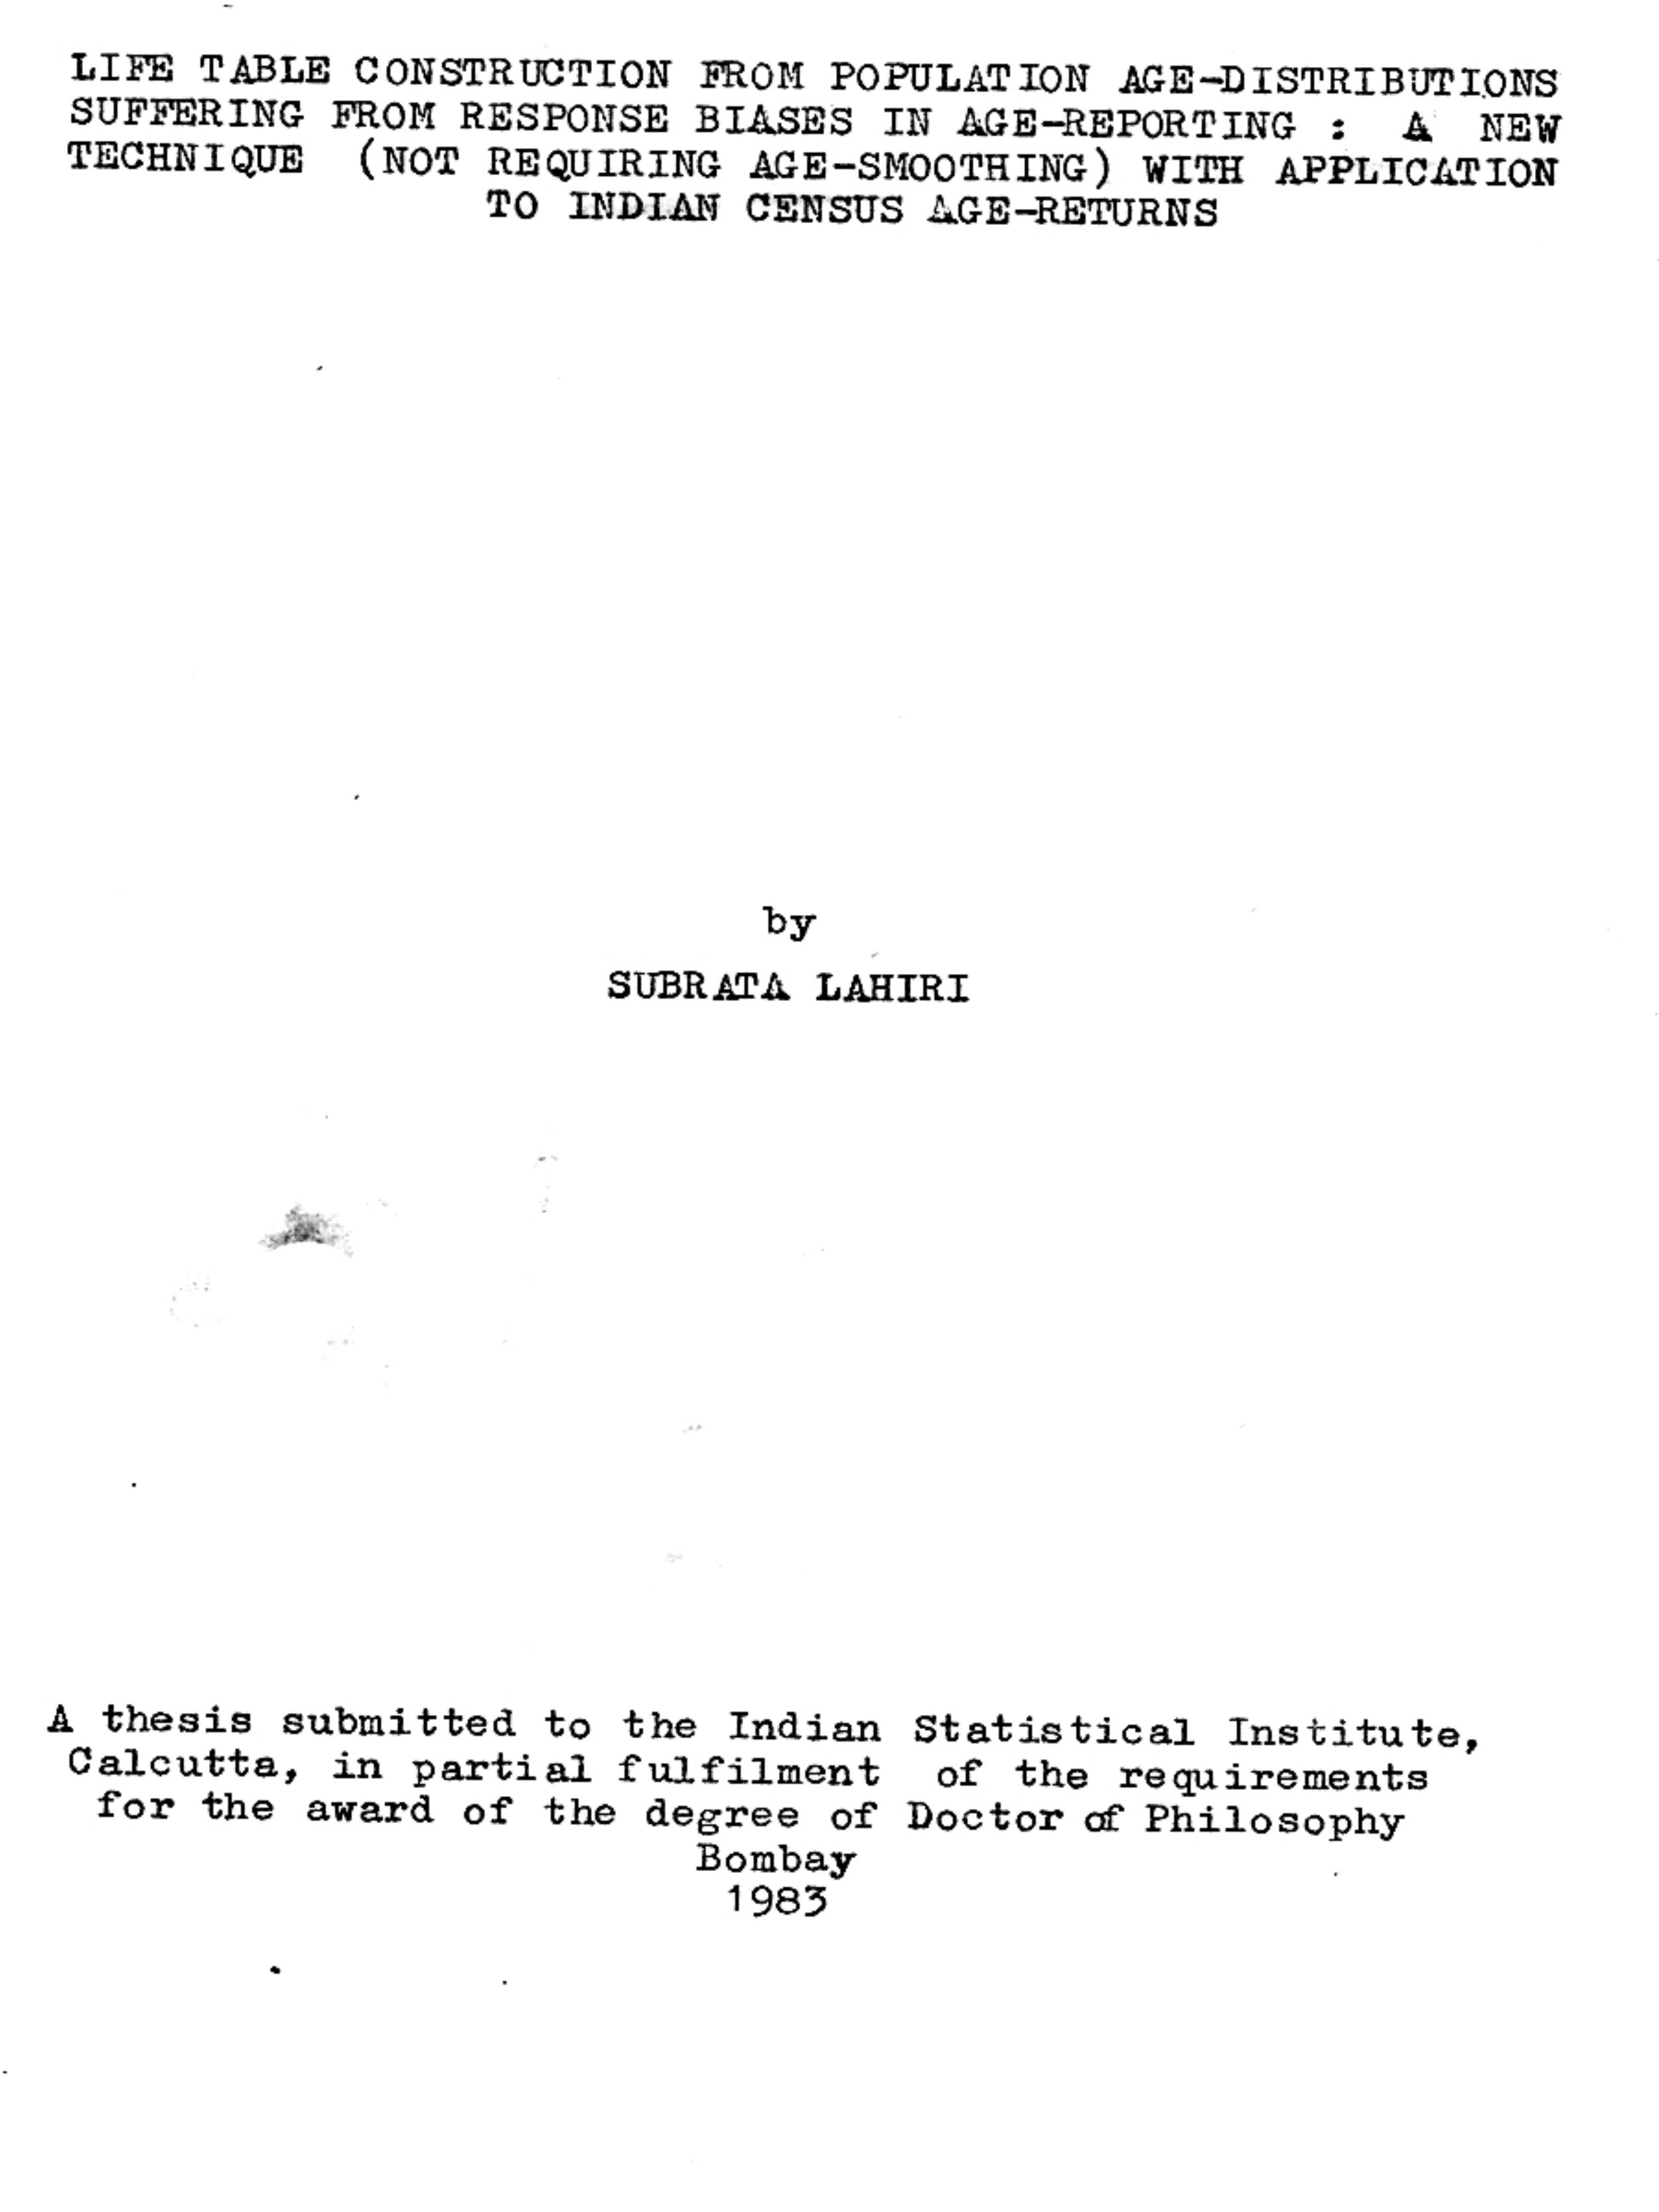 LIFE TABLE CONSTRUCTION FROM POPULATION AGE-DISTRIBUTIONS
SUFFERING FROM RESPONSE BIASES IN AGE-REPORTING : A NEW
TECHNIQUE (NOT REQUIRING AGE-SMOOTHING) WITH APPLICATION
TO INDIAN CENSUS AGE-RETURNS
by
SUBRATA LAHIRI
A thesis submitted to the Indian Statistical Institute,
Calcutta, in partial fulfilment of the requirements
for the award of the degree of Doctor of Philosophy
Bombay
1983